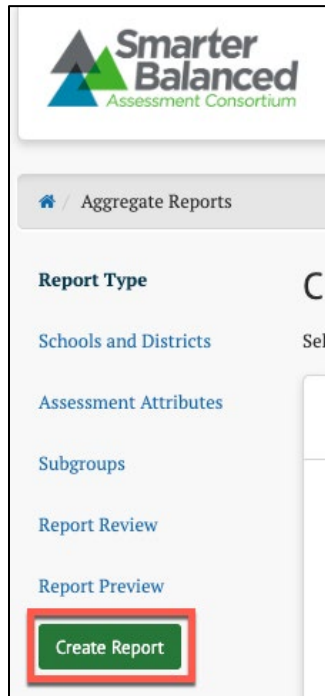 Smarter
Balanced
Assessment Consortium
/ Aggregate Reports
Report Type
Schools and Districts
Assessment Attributes
Subgroups
Report Review
Report Preview
Create Report